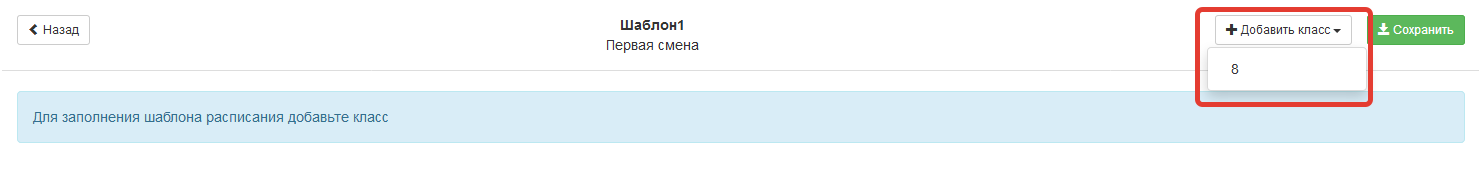 Назад
Шаблон1
Первая смена
Добавить класс
Сохранить
8
Для заполнения шаблона расписания добавьте класс